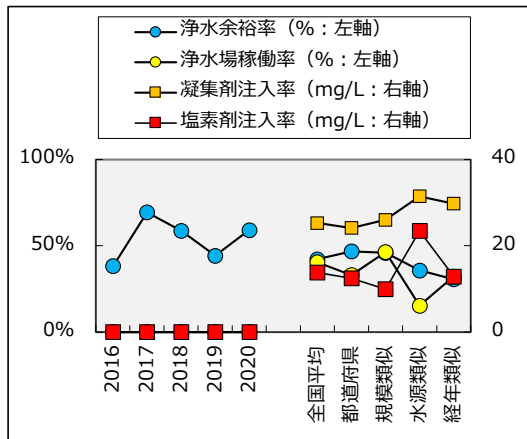 浄水余裕率（%：左軸）
浄水場稼働率（%：左軸）
凝集剤注入率（mg/L：右軸）
塩素剤注入率（mg/L：右軸）
100%
40
50%
20
0%
0
2016
2017
2018
2019
2020
全国平均
都道府県
規模類似
水源類似
経年類似